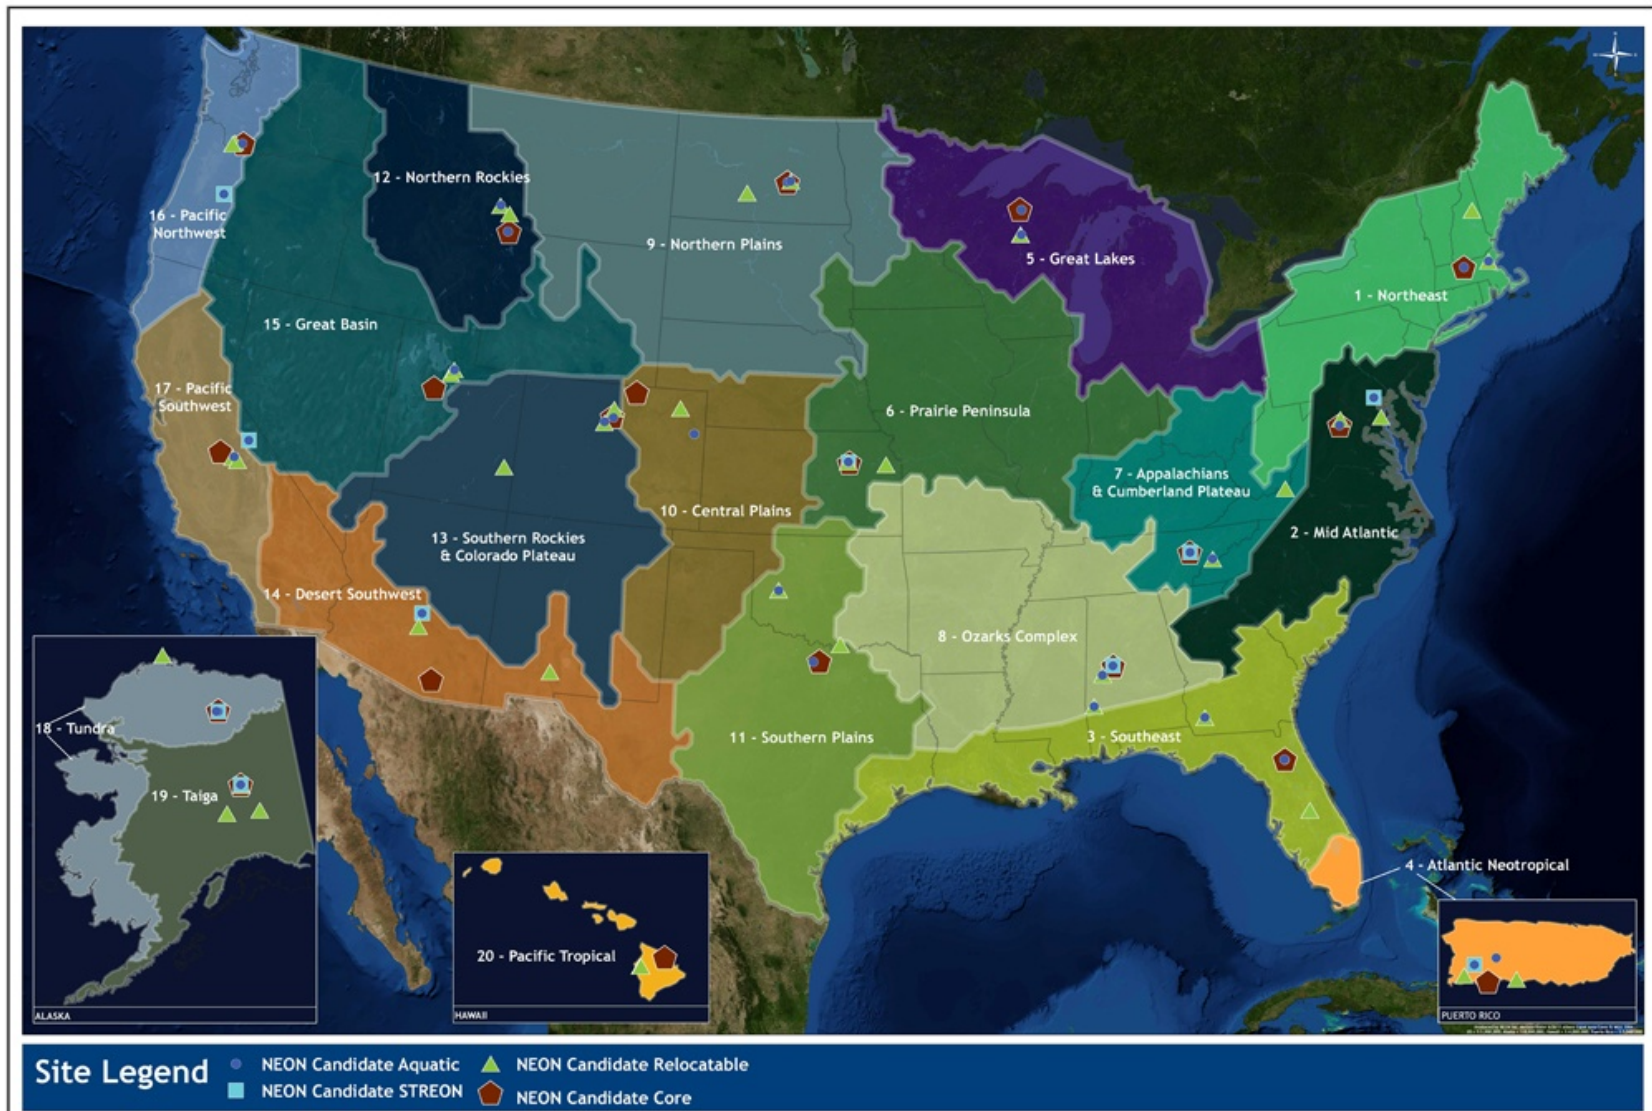 12 - Northern Rockies
16 - Pacific
Northwest
9 - Northern Plains
5 - Great Lakes
1 - Northeast
15 - Great Basin
17 - Pacific
Southwest
6 - Prairie Peninsula
7 - Appalachians
& Cumberland Plateau
10 - Central Plains
13 - Southern Rockies
& Colorado Plateau
2 - Mid Atlantic
14 - Desert Southwest
8 - Ozarks Complex
18 - Tundra
11 - Southern Plains
3 - Southeast
19 - Taiga
4 - Atlantic Neotropical
20 - Pacific Tropical
ALASKA
HAWAII
PUERTO RICO
Site Legend
NEON Candidate Aquatic
NEON Candidate Relocatable
NEON Candidate STREON
NEON Candidate Core